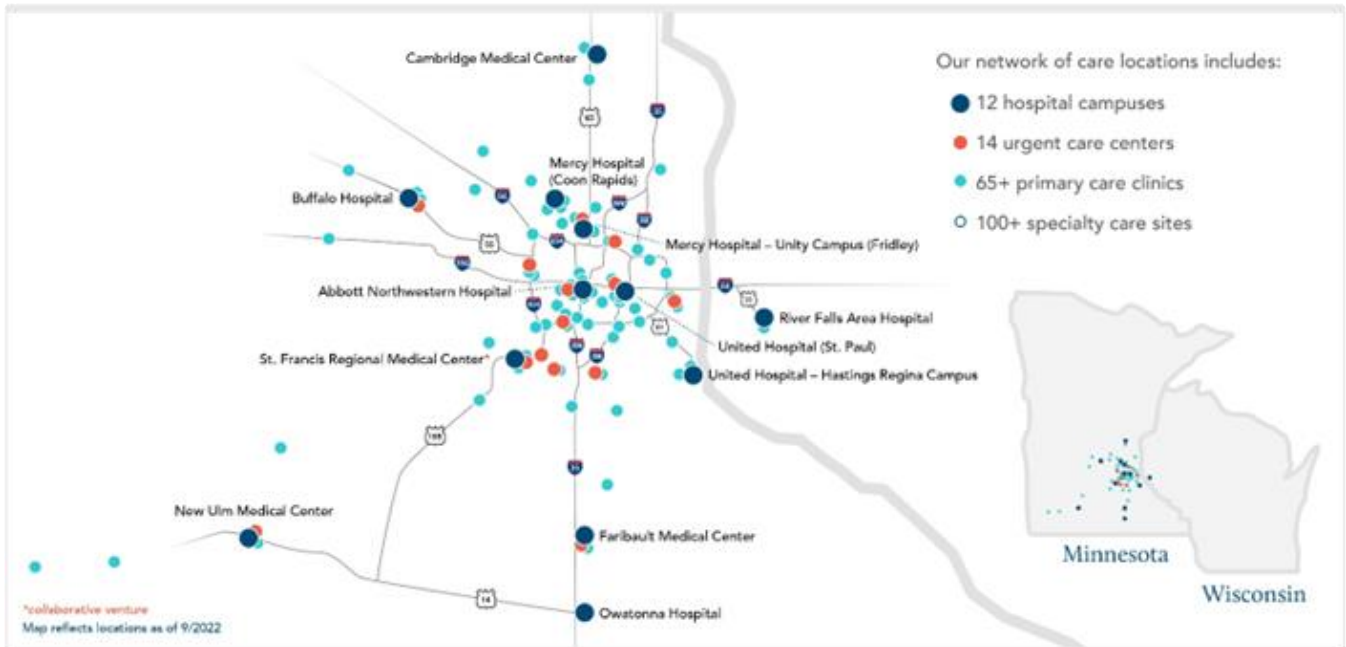 Cambridge Medical Center
Our network of care locations includes:
12 hospital campuses
14 urgent care centers
65+ primary care clinics
100+ specialty care sites
Mercy Hospital
(Coon Rapids)
Buffalo Hospital
Mercy Hospital – Unity Campus (Fridley)
Abbott Northwestern Hospital
River Falls Area Hospital
United Hospital (St. Paul)
St. Francis Regional Medical Center*
United Hospital – Hastings Regina Campus
New Ulm Medical Center
Faribault Medical Center
Owatonna Hospital
14
Minnesota
Wisconsin
*collaborative venture
Map reflects locations as of 9/2022